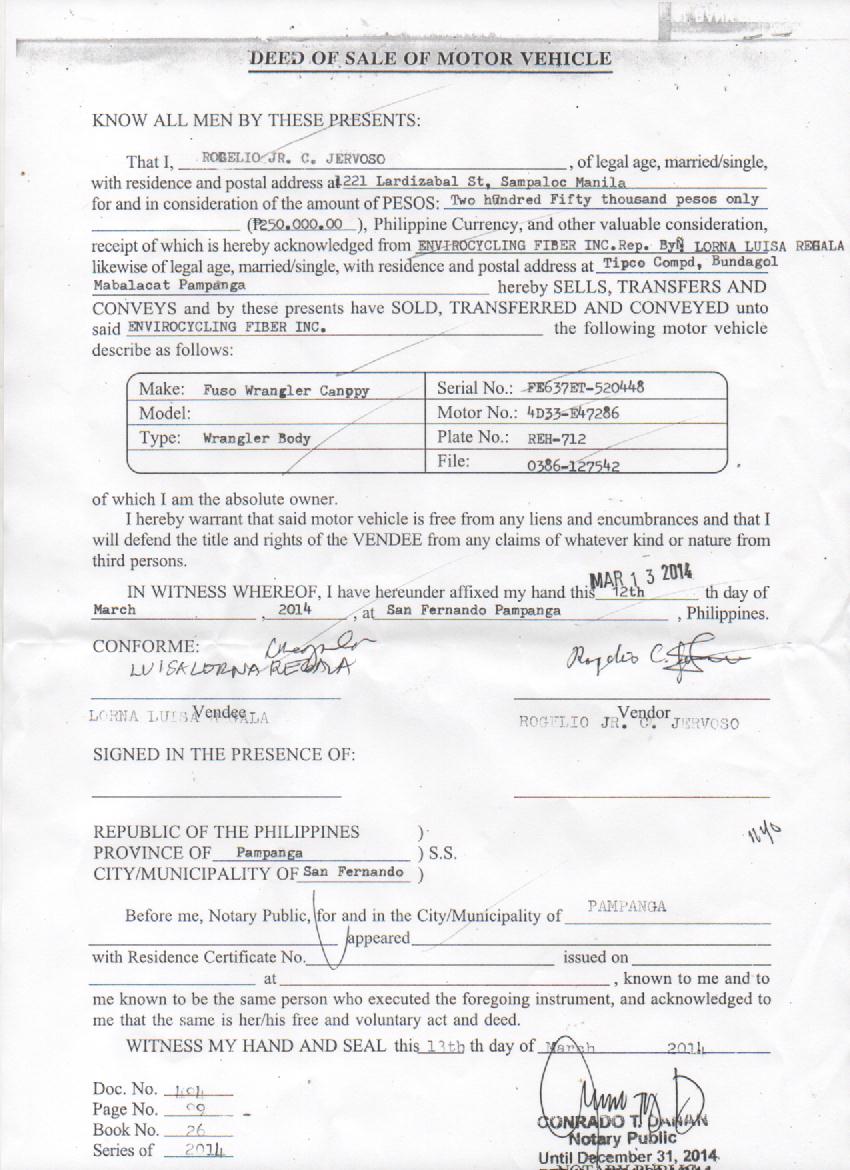 DEED OF SALE OF MOTOR VEHICLE
KNOW ALL MEN BY THESE PRESENTS:
That I, ROGELIO JR. C. JERVOSO , of legal age, married/single,
with residence and postal address at 1221 Lardizabal St, Sampaloc Manila
for and in consideration of the amount of PESOS: Two hundred Fifty thousand pesos only
(₱250.000.00 ), Philippine Currency, and other valuable consideration,
receipt of which is hereby acknowledged from ENVIROCYCLING FIBER INC.Rep. By: LORNA LUISA REGALA
likewise of legal age, married/single, with residence and postal address at Tipco Compd, Bundagol
Mabalacat Pampanga hereby SELLS, TRANSFERS AND
CONVEYS and by these presents have SOLD, TRANSFERRED AND CONVEYED unto
said ENVIROCYCLING FIBER INC. the following motor vehicle
describe as follows:
Make: Fuso Wrangler Canopy Serial No.: FE637ET-520448
Model: Motor No.: 4D33-E47286
Type: Wrangler Body Plate No.: REH-712
File: 0386-127542
of which I am the absolute owner.
I hereby warrant that said motor vehicle is free from any liens and encumbrances and that I
will defend the title and rights of the VENDEE from any claims of whatever kind or nature from
third persons.
MAR 13 2014
IN WITNESS WHEREOF, I have hereunder affixed my hand this 12th th day of
March , 2014 , at San Fernando Pampanga , Philippines.
CONFORME:
LUISA LORNA REGALA Rogelio C.
Vendee Vendor
LORNA LUISA REGALA ROGELIO JR. C. JERVOSO
SIGNED IN THE PRESENCE OF:
REPUBLIC OF THE PHILIPPINES )
PROVINCE OF Pampanga ) S.S.
CITY/MUNICIPALITY OF San Fernando )
Before me, Notary Public, for and in the City/Municipality of PAMPANGA
appeared
with Residence Certificate No. issued on
at , known to me and to
me known to be the same person who executed the foregoing instrument, and acknowledged to
me that the same is her/his free and voluntary act and deed.
WITNESS MY HAND AND SEAL this 13th th day of March 2014
Doc. No.
Page No. 99
Book No. 26
Series of 2014
CONRADO T. DANAN
Notary Public
Until December 31, 2014
NOTARY PUBLIC